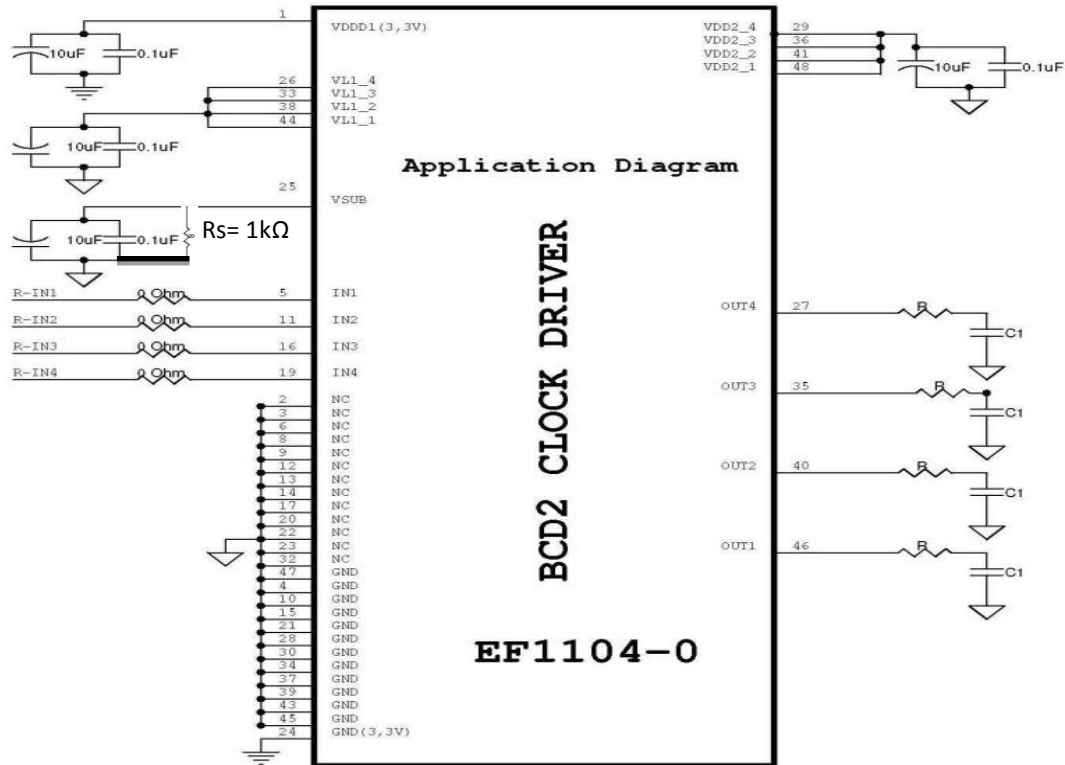 1 VDDD1(3,3V)
10uF 0.1uF
26 VL1_4
33 VL1_3
38 VL1_2
44 VL1_1
10uF 0.1uF
25 VSUB
10uF 0.1uF
Rs= 1kΩ
R-IN1 0 Ohm 5 IN1
R-IN2 0 Ohm 11 IN2
R-IN3 0 Ohm 16 IN3
R-IN4 0 Ohm 19 IN4
2 NC
3 NC
6 NC
8 NC
9 NC
12 NC
13 NC
14 NC
17 NC
20 NC
22 NC
23 NC
32 NC
47 GND
4 GND
10 GND
15 GND
21 GND
28 GND
30 GND
34 GND
37 GND
39 GND
43 GND
45 GND
24 GND(3,3V)
Application Diagram
BCD2 CLOCK DRIVER
EF1104-0
VDD2_4 29
VDD2_3 36
VDD2_2 41
VDD2_1 48
10uF 0.1uF
OUT4 27 R
C1
OUT3 35 R
C1
OUT2 40 R
C1
OUT1 46 R
C1